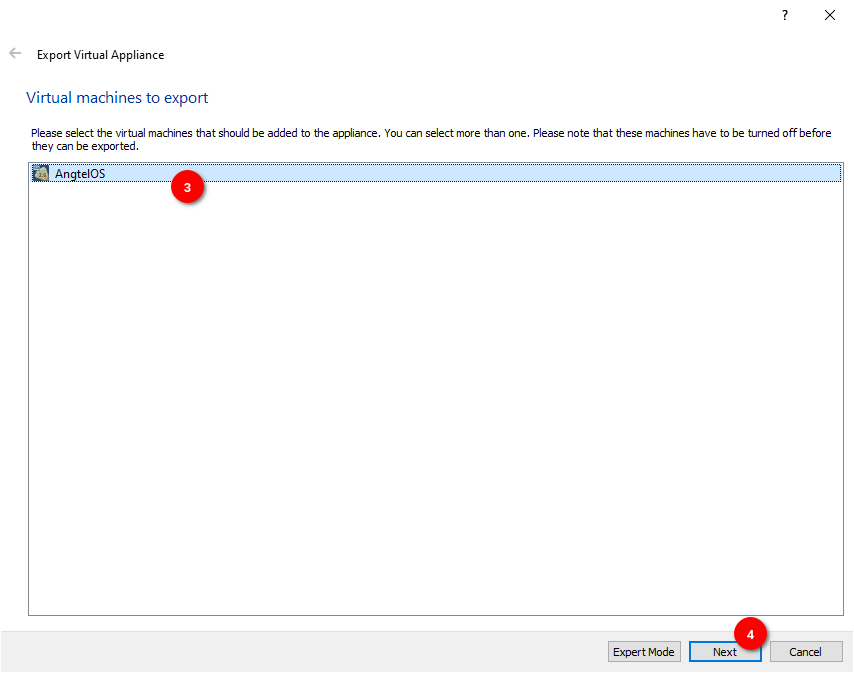 ?
Export Virtual Appliance
Virtual machines to export
Please select the virtual machines that should be added to the appliance. You can select more than one. Please note that these machines have to be turned off before
they can be exported.
AngtelOS
3
4
Expert Mode
Next
Cancel